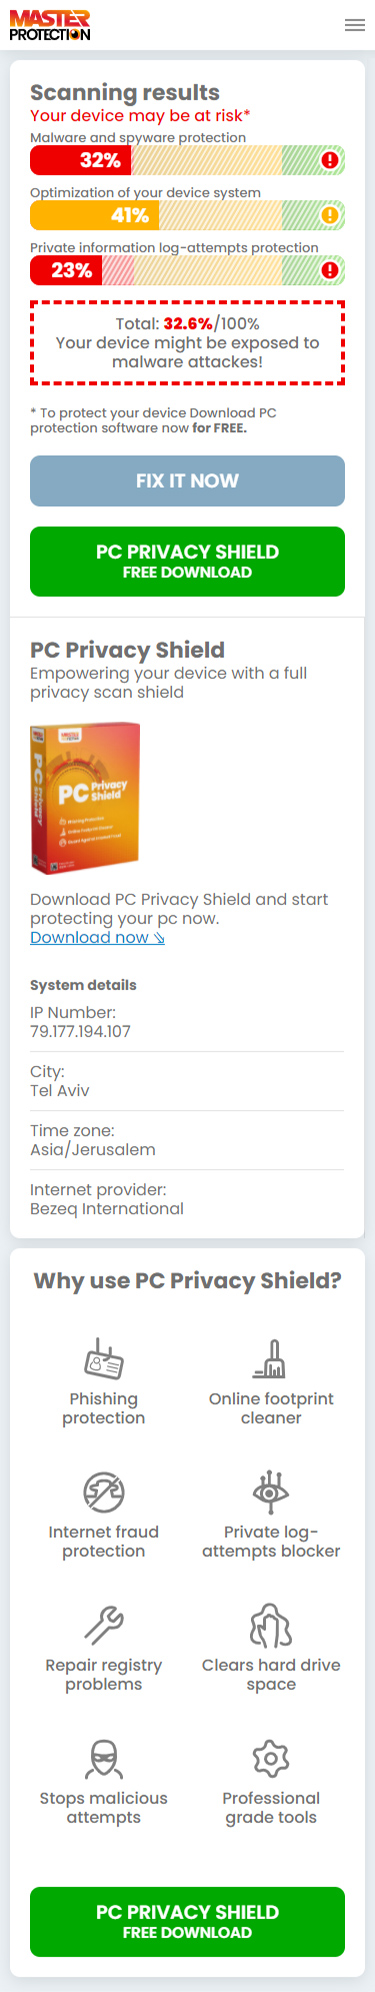 MASTER
PROTECTION
Scanning results
Your device may be at risk*
Malware and spyware protection
32%
Optimization of your device system
41%
Private information log-attempts protection
23%
Total: 32.6%/100%
Your device might be exposed to
malware attackes!
* To protect your device Download PC
protection software now for FREE.
FIX IT NOW
PC PRIVACY SHIELD
FREE DOWNLOAD
PC Privacy Shield
Empowering your device with a full
privacy scan shield
PC Privacy
Shield
Download PC Privacy Shield and start
protecting your pc now.
Download now
System details
IP Number:
79.177.194.107
City:
Tel Aviv
Time zone:
Asia/Jerusalem
Internet provider:
Bezeq International
Why use PC Privacy Shield?
Phishing
protection
Online footprint
cleaner
Internet fraud
protection
Private log-
attempts blocker
Repair registry
problems
Clears hard drive
space
Stops malicious
attempts
Professional
grade tools
PC PRIVACY SHIELD
FREE DOWNLOAD